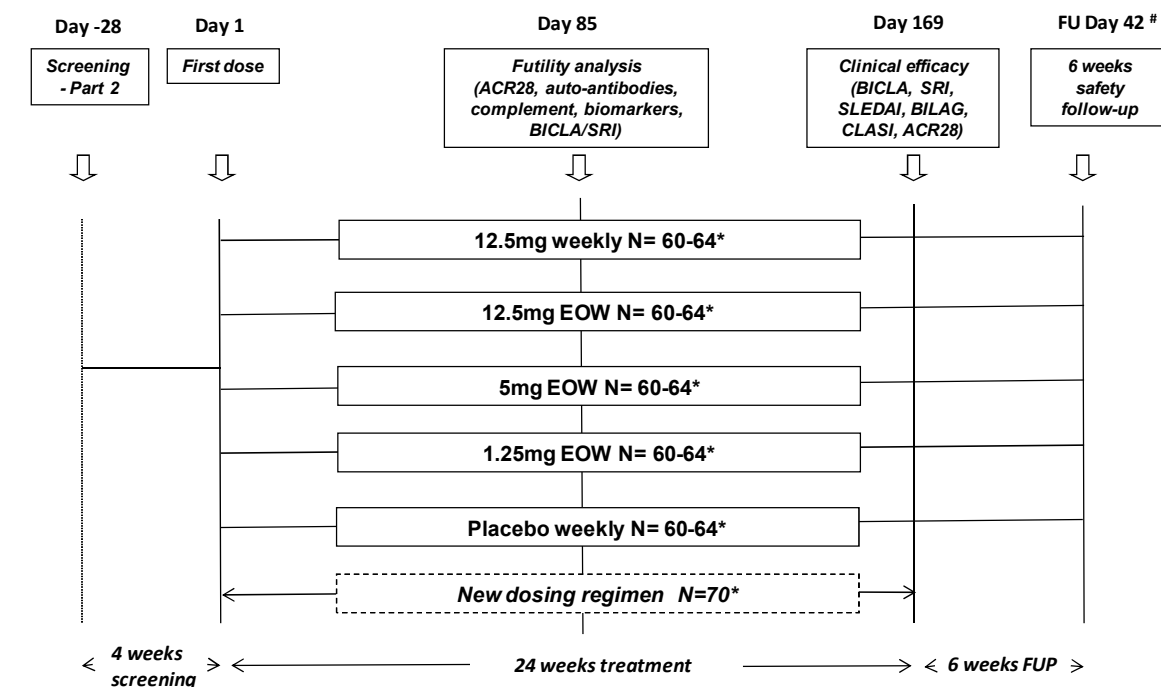 Day -28
Day 1
Day 85
Day 169
FU Day 42 #
Screening
- Part 2
First dose
Futility analysis
(ACR28, auto-antibodies,
complement, biomarkers,
BICLA/SRI)
Clinical efficacy
(BICLA, SRI,
SLEDAI, BILAG,
CLASI, ACR28)
6 weeks
safety
follow-up
12.5mg weekly N= 60-64*
12.5mg EOW N= 60-64*
5mg EOW N= 60-64*
1.25mg EOW N= 60-64*
Placebo weekly N= 60-64*
New dosing regimen N=70*
4 weeks
screening
24 weeks treatment
6 weeks FUP